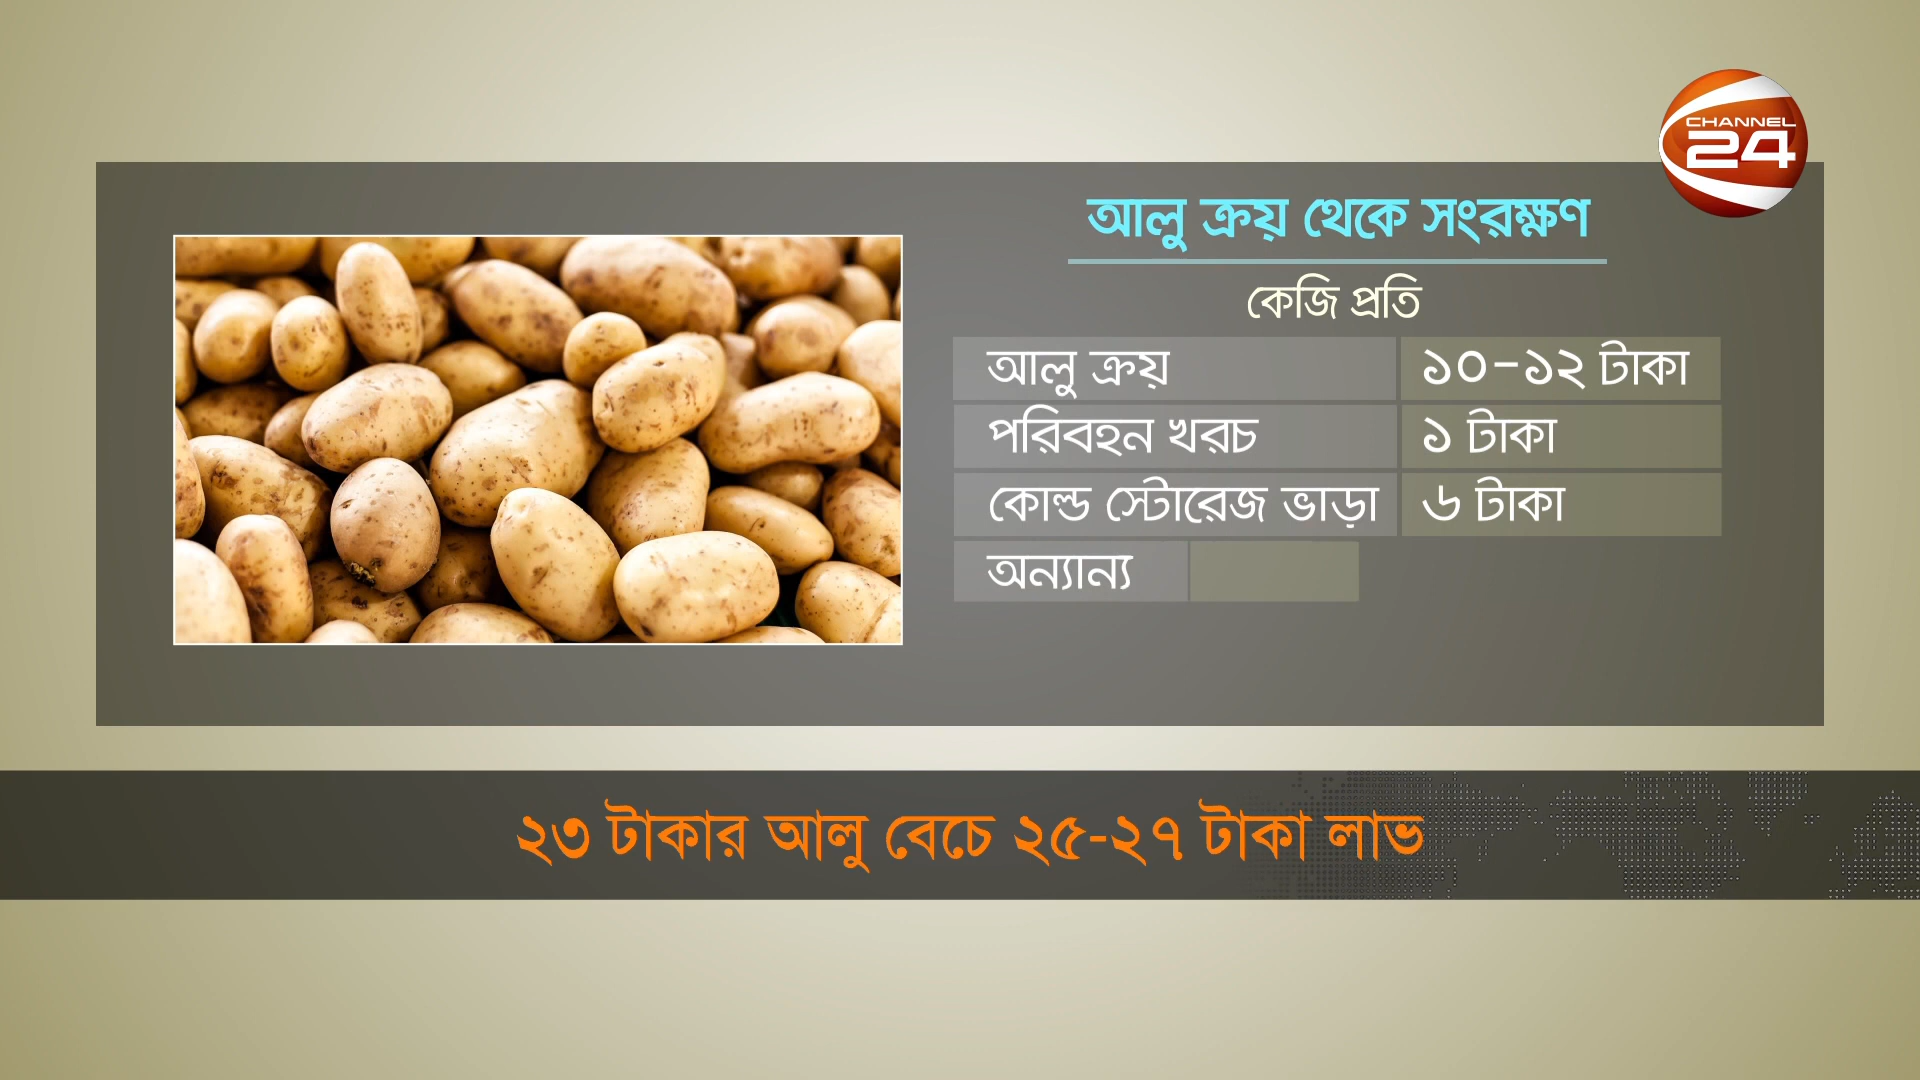 CHANNEL
24
আলু ক্রয় থেকে সংরক্ষণ
কেজি প্রতি
আলু ক্রয় ১০-১২ টাকা
পরিবহন খরচ ১ টাকা
কোল্ড স্টোরেজ ভাড়া ৬ টাকা
অন্যান্য
২৩ টাকার আলু বেচে ২৫-২৭ টাকা লাভ